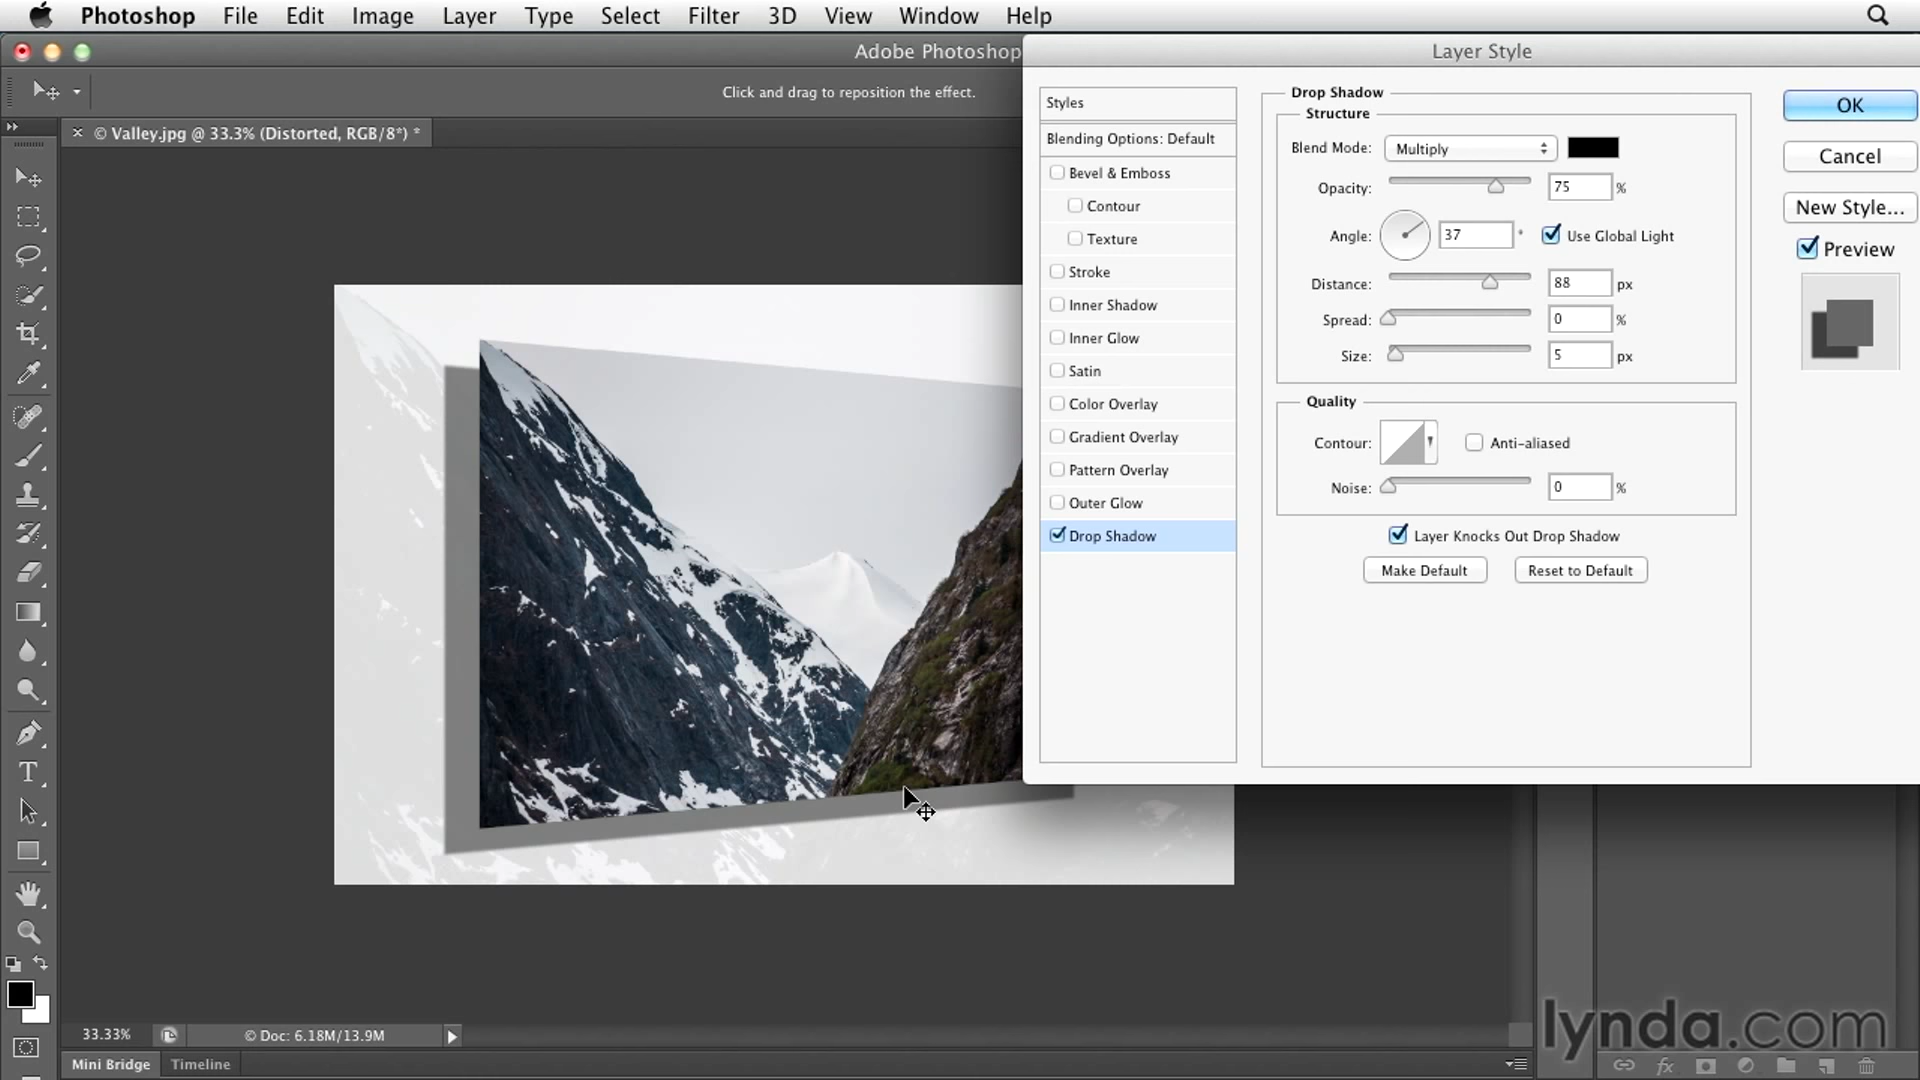 Photoshop File Edit Image Layer Type Select Filter 3D View Window Help
Adobe Photoshop
Layer Style
Click and drag to reposition the effect.
© Valley.jpg @ 33.3% (Distorted, RGB/8*) *
Styles
Blending Options: Default
Bevel & Emboss
Contour
Texture
Stroke
Inner Shadow
Inner Glow
Satin
Color Overlay
Gradient Overlay
Pattern Overlay
Outer Glow
Drop Shadow
Drop Shadow
Structure
Blend Mode: Multiply
Opacity: 75 %
Angle: 37 ° Use Global Light
Distance: 88 px
Spread: 0 %
Size: 5 px
Quality
Contour: Anti-aliased
Noise: 0 %
Layer Knocks Out Drop Shadow
Make Default Reset to Default
OK
Cancel
New Style...
Preview
T
33.33% © Doc: 6.18M/13.9M
Mini Bridge Timeline
lynda.com
fx